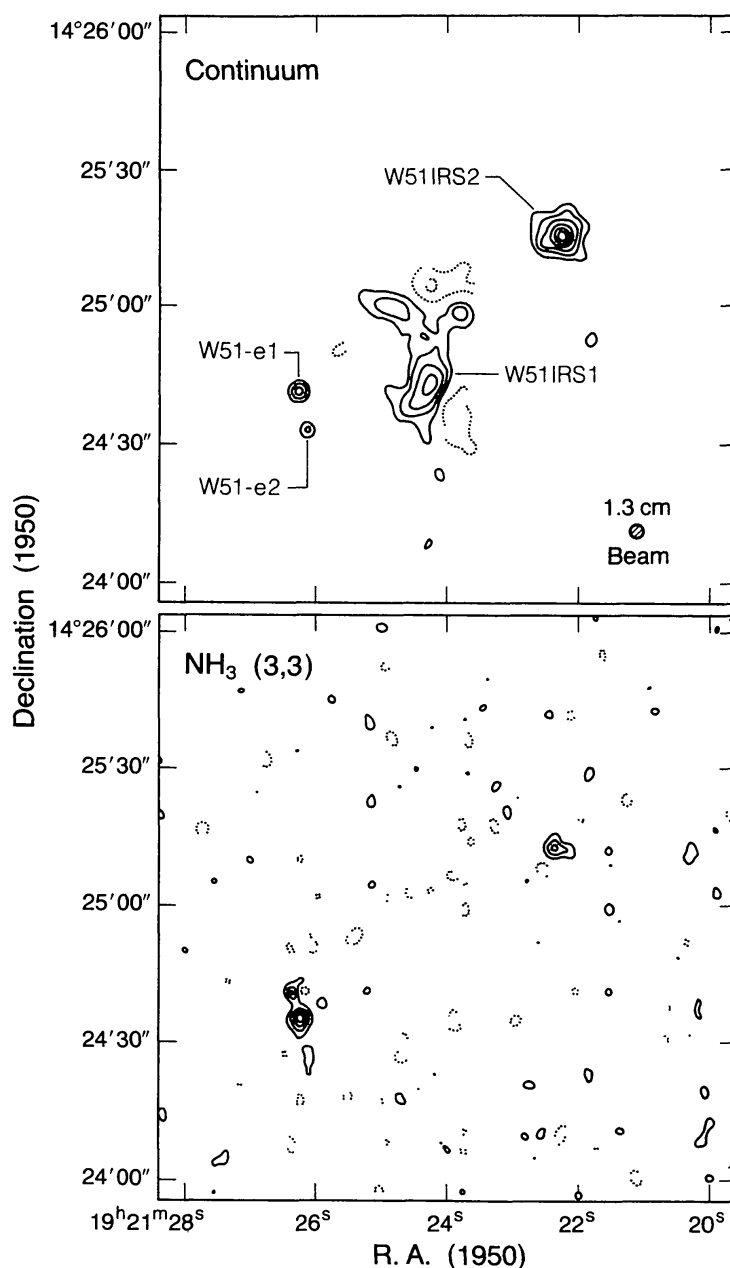 14°26′00″
Continuum
25′30″
W51IRS2
25′00″
W51-e1
W51IRS1
24′30″
W51-e2
1.3 cm
Beam
24′00″
Declination (1950)
14°26′00″
NH₃ (3,3)
25′30″
25′00″
24′30″
24′00″
19ʰ21ᵐ28ˢ
26ˢ
24ˢ
22ˢ
20ˢ
R. A. (1950)